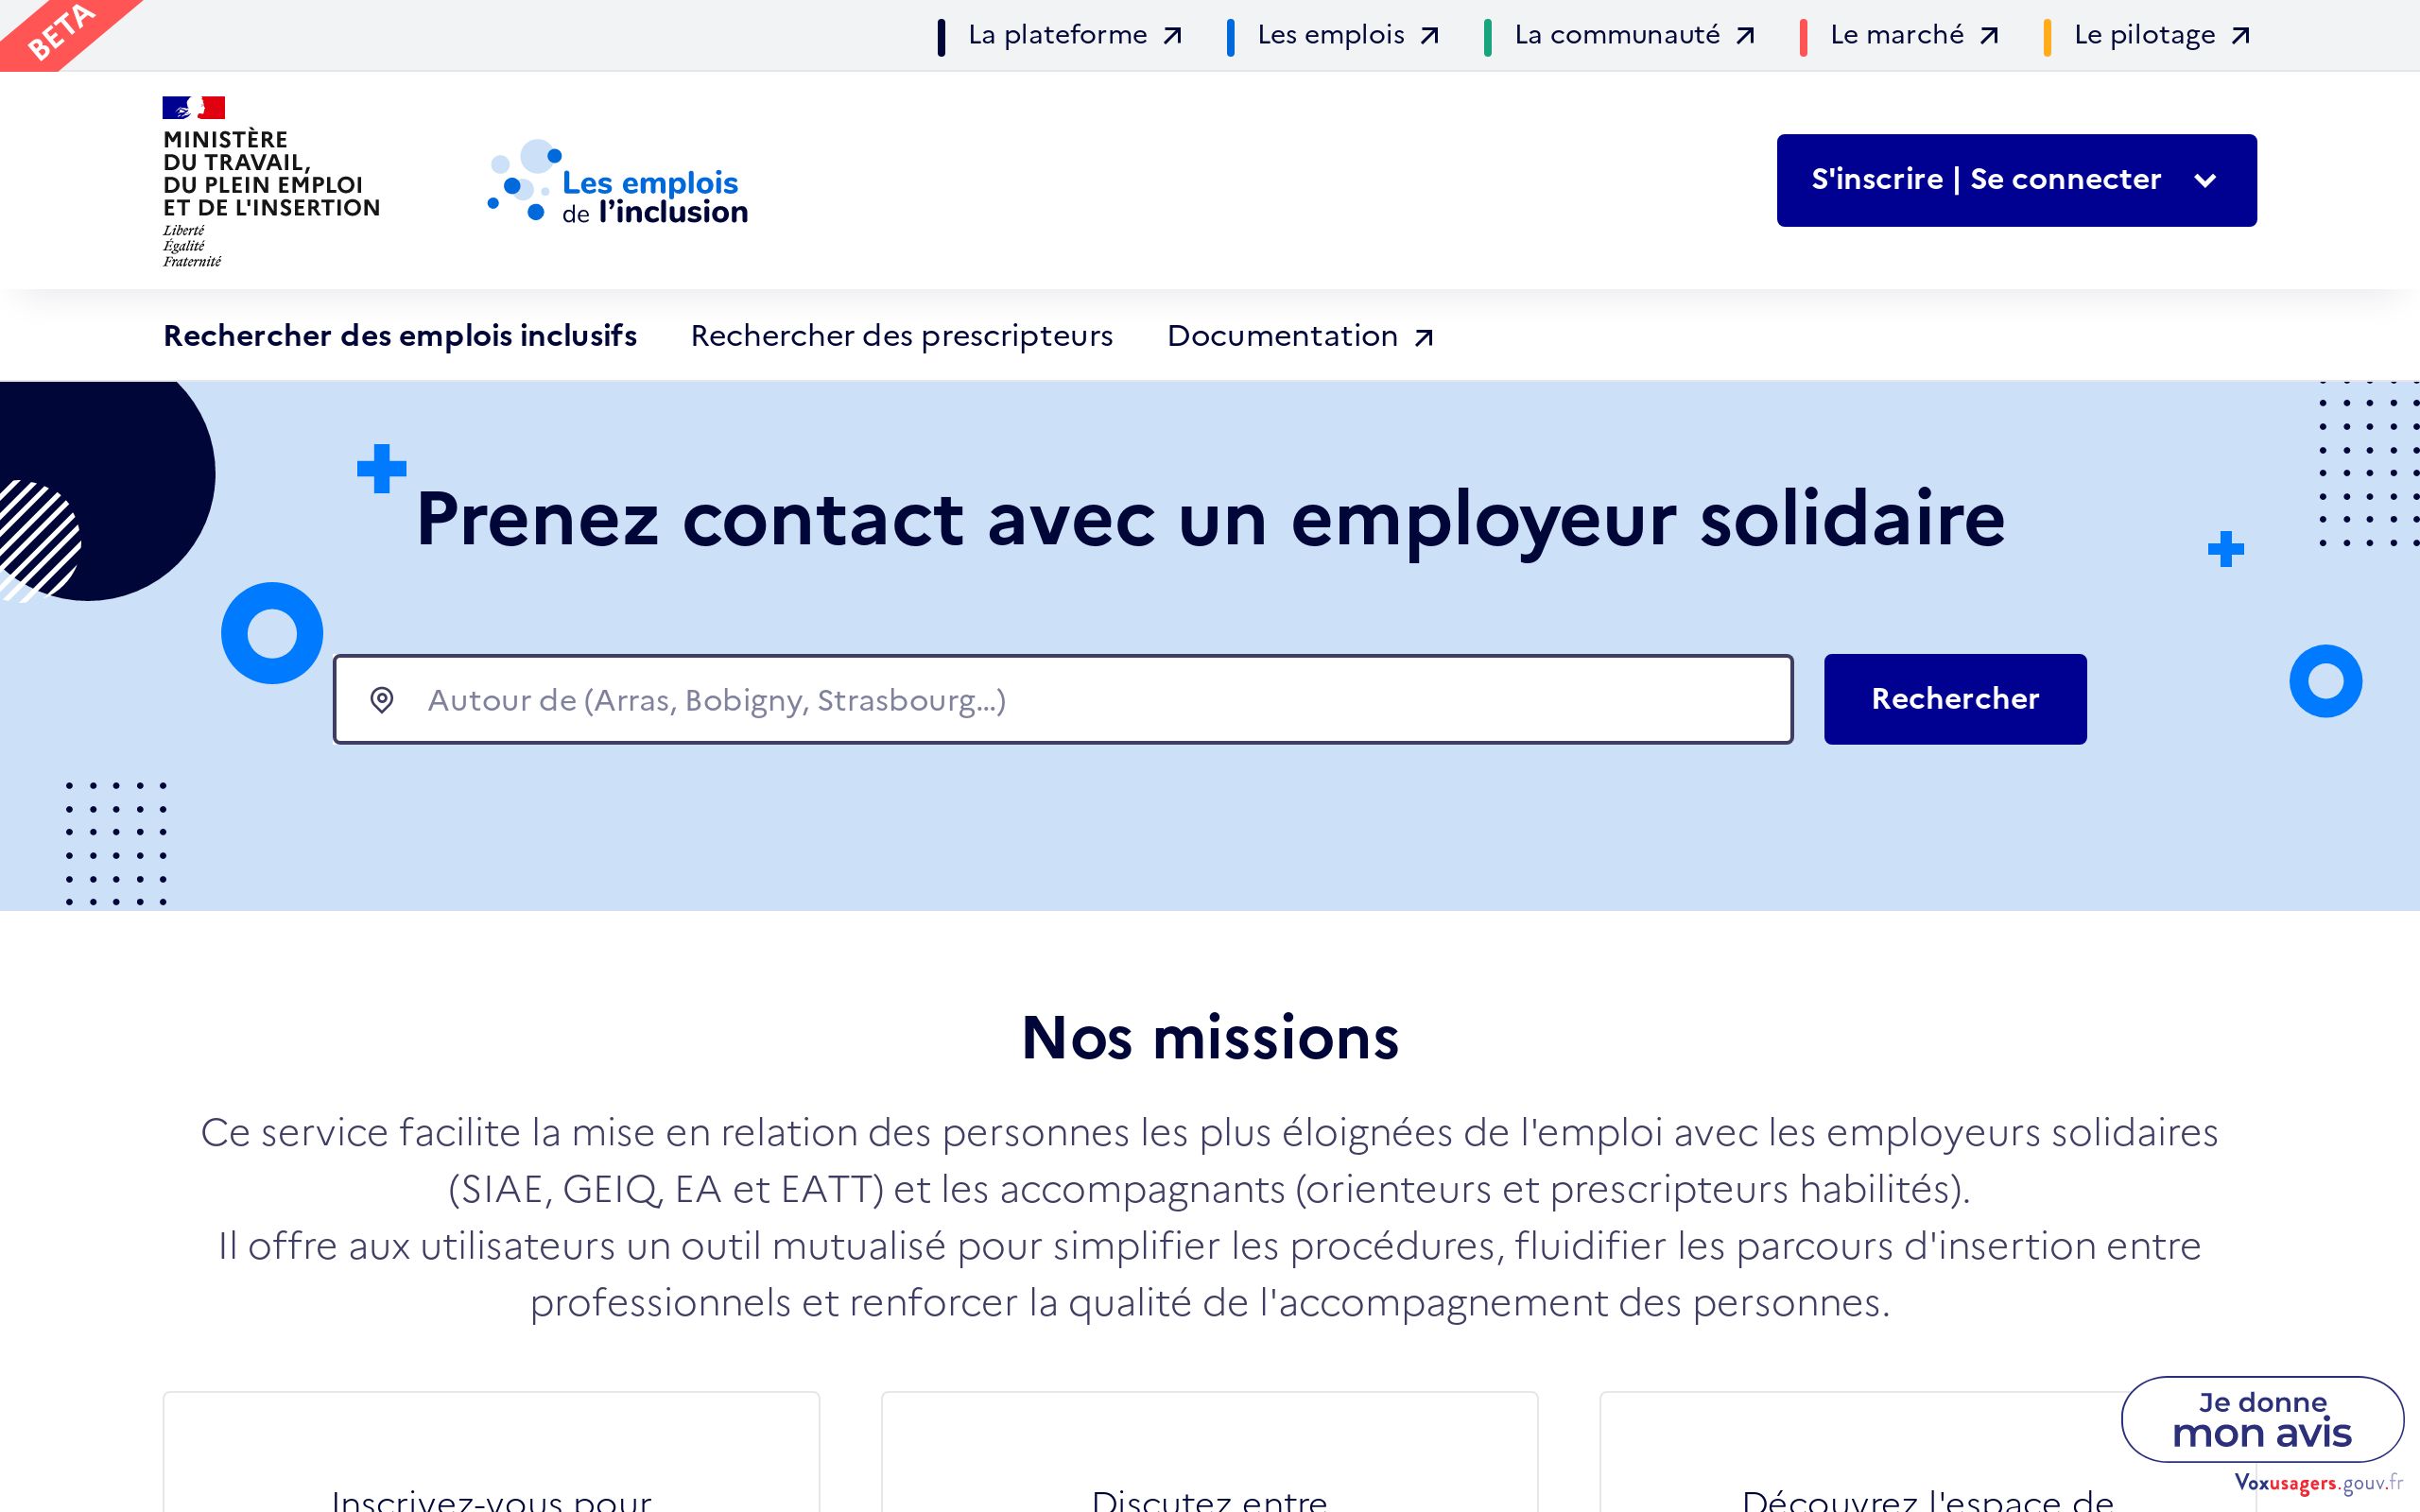 BETA
La plateforme
Les emplois
La communauté
Le marché
Le pilotage
MINISTÈRE
DU TRAVAIL,
DU PLEIN EMPLOI
ET DE L'INSERTION
Liberté
Égalité
Fraternité
Les emplois
de l'inclusion
S'inscrire | Se connecter
Rechercher des emplois inclusifs
Rechercher des prescripteurs
Documentation
Prenez contact avec un employeur solidaire
Autour de (Arras, Bobigny, Strasbourg...)
Rechercher
Nos missions
Ce service facilite la mise en relation des personnes les plus éloignées de l'emploi avec les employeurs solidaires
(SIAE, GEIQ, EA et EATT) et les accompagnants (orienteurs et prescripteurs habilités).
Il offre aux utilisateurs un outil mutualisé pour simplifier les procédures, fluidifier les parcours d'insertion entre
professionnels et renforcer la qualité de l'accompagnement des personnes.
Inscrivez-vous pour
Discutez entre
Découvrez l'espace de
Je donne
mon avis
Voxusagers.gouv.fr